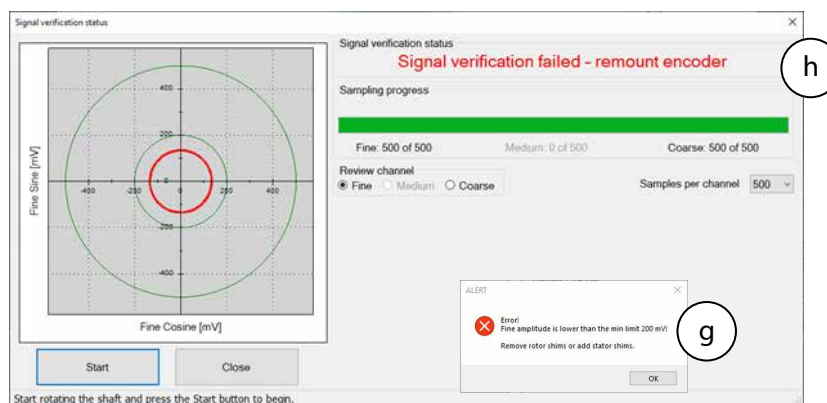 Signal verification status
Signal verification status
Signal verification failed - remount encoder
h
Sampling progress
Fine: 500 of 500 Medium: 0 of 500 Coarse: 500 of 500
Review channel
Fine Medium Coarse
Samples per channel 500
Fine Sine [mV]
400
200
-400 -200 0 200 400
-200
-400
Fine Cosine [mV]
ALERT
Error!
Fine amplitude is lower than the min limit 200 mV!
Remove rotor shims or add stator shims.
OK
g
Start Close
Start rotating the shaft and press the Start button to begin.